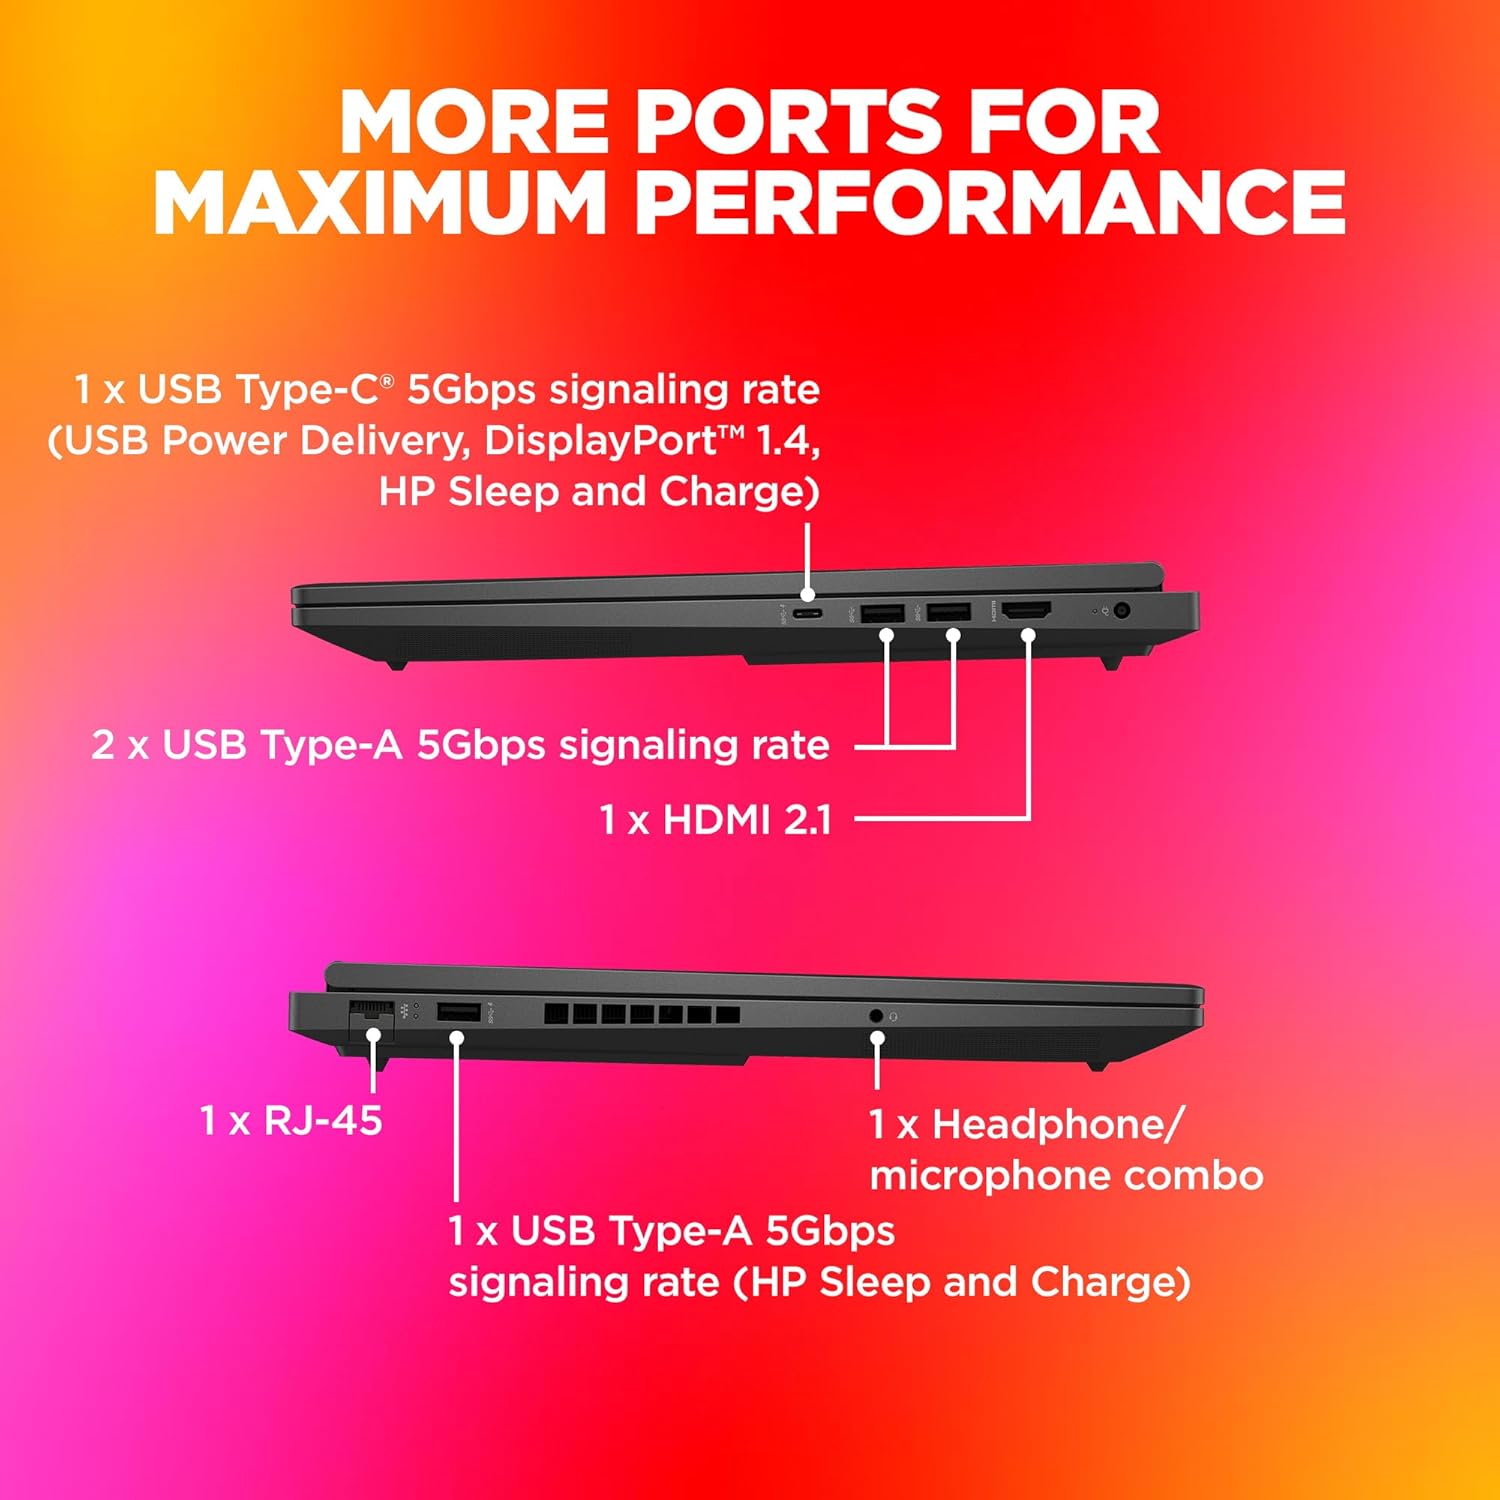 MORE PORTS FOR
MAXIMUM PERFORMANCE
1 x USB Type-C® 5Gbps signaling rate
(USB Power Delivery, DisplayPort™ 1.4,
HP Sleep and Charge)
HDMI
2 x USB Type-A 5Gbps signaling rate
1 x HDMI 2.1
1 x RJ-45
1 x Headphone/
microphone combo
1 x USB Type-A 5Gbps
signaling rate (HP Sleep and Charge)